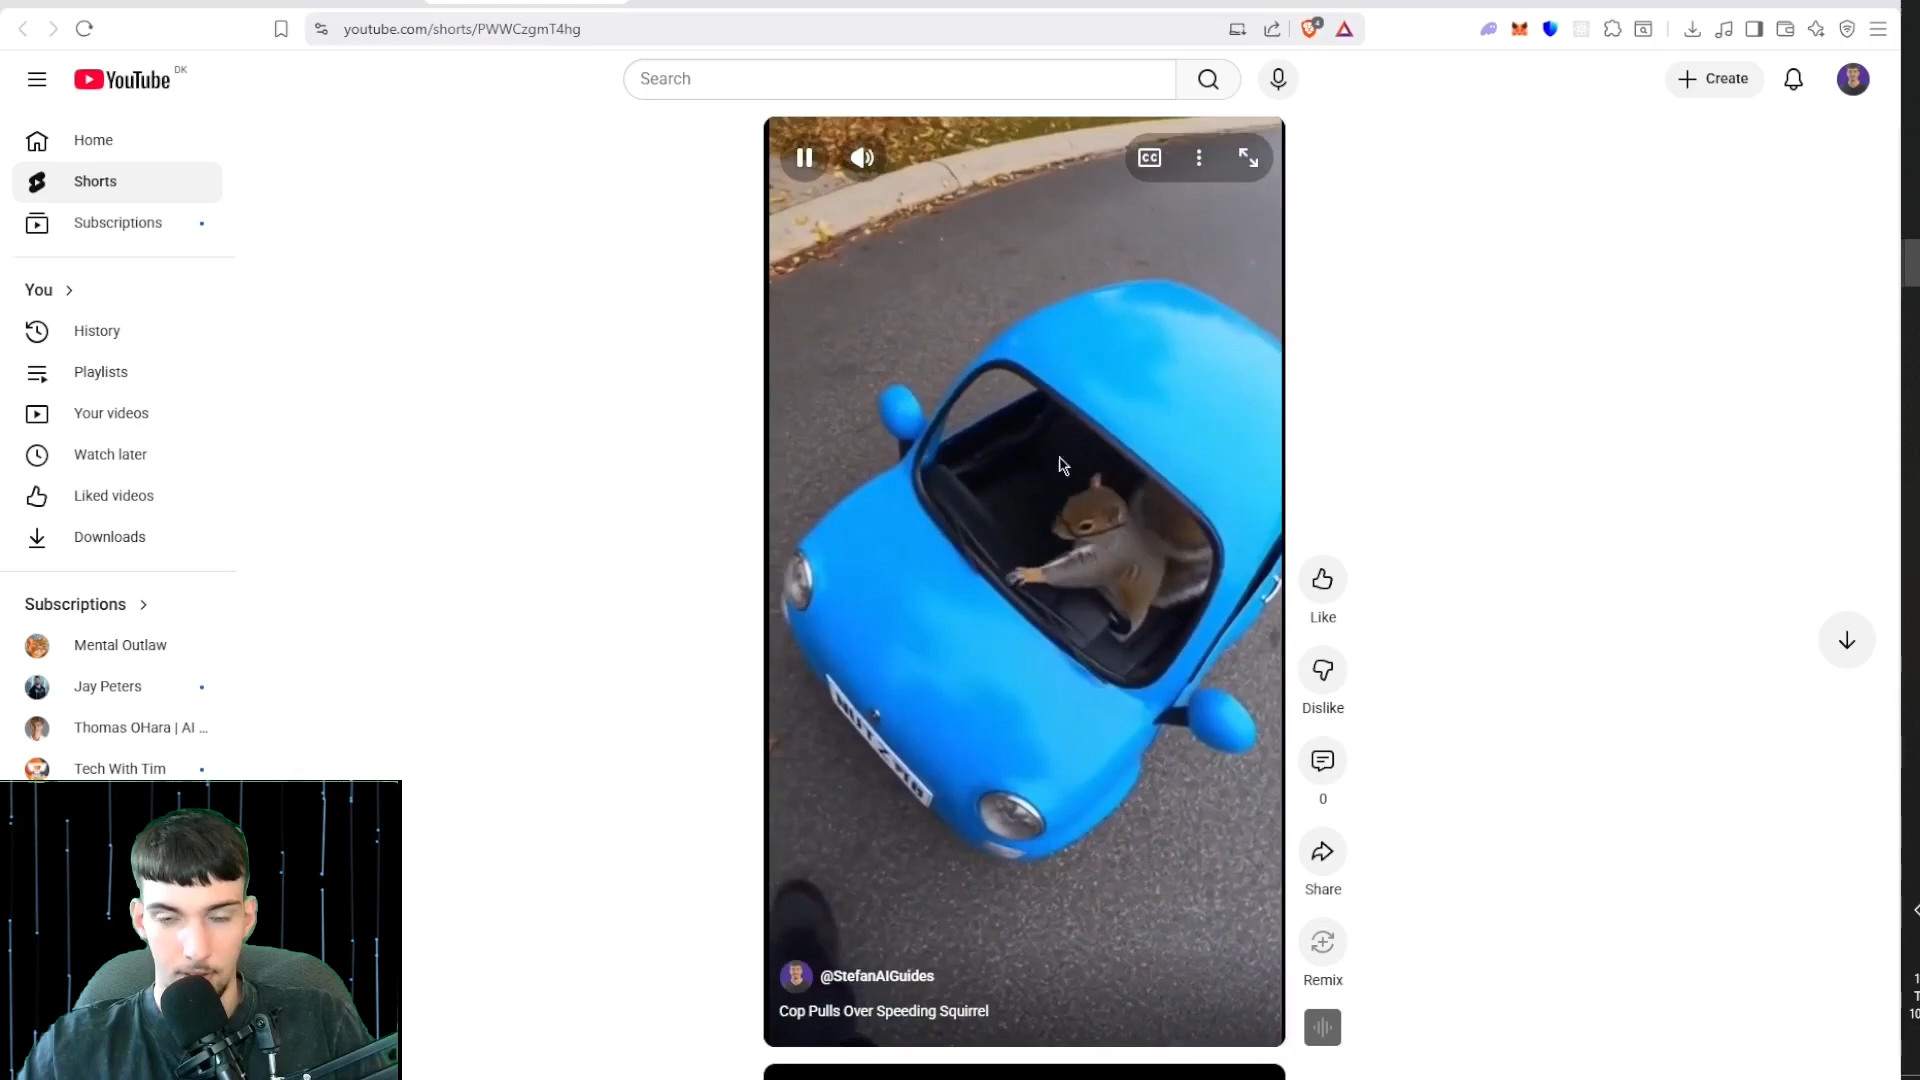 youtube.com/shorts/PWWCzgmT4hg
4
YouTube DK
Search
Create
Home
Shorts
Subscriptions
You
History
Playlists
Your videos
Watch later
Liked videos
Downloads
Subscriptions
Mental Outlaw
Jay Peters
Thomas OHara | AI ...
Tech With Tim
CC
Like
Dislike
0
Share
Remix
@StefanAIGuides
Cop Pulls Over Speeding Squirrel